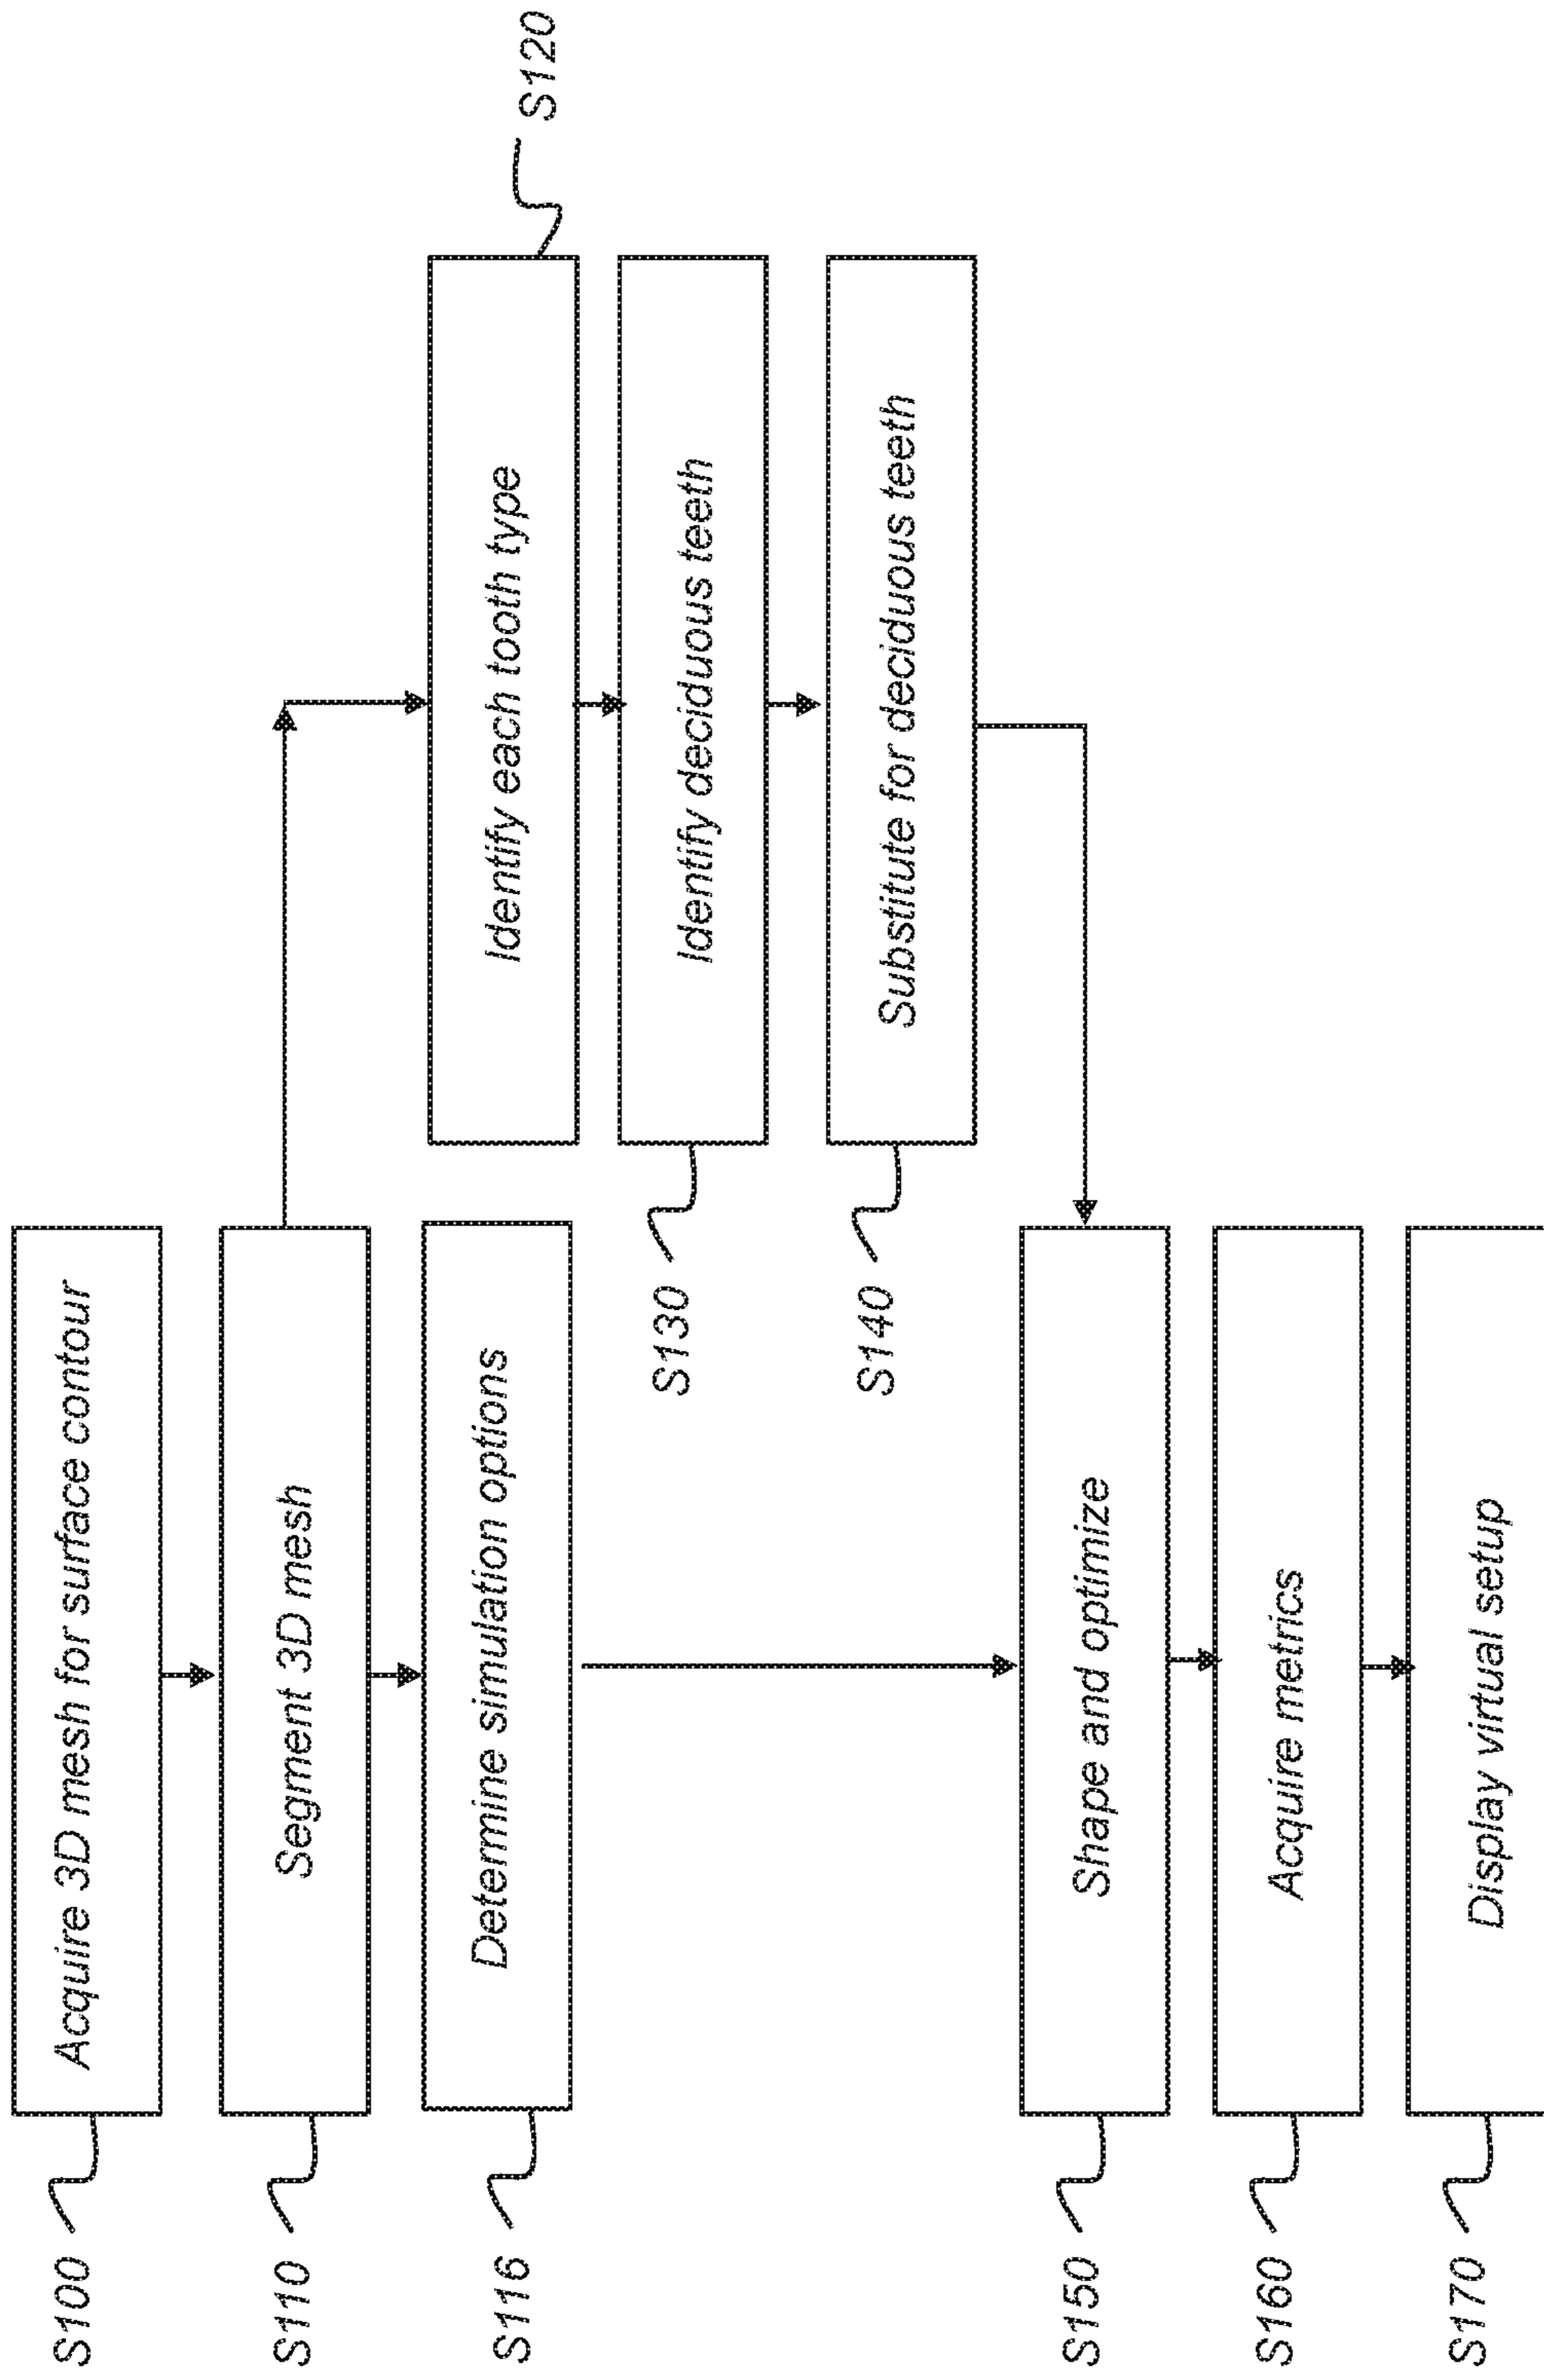 S100
Acquire 3D mesh for surface contour
S110
Segment 3D mesh
S116
Determine simulation options
Identify each tooth type
S120
S130
Identify deciduous teeth
S140
Substitute for deciduous teeth
S150
Shape and optimize
S160
Acquire metrics
S170
Display virtual setup